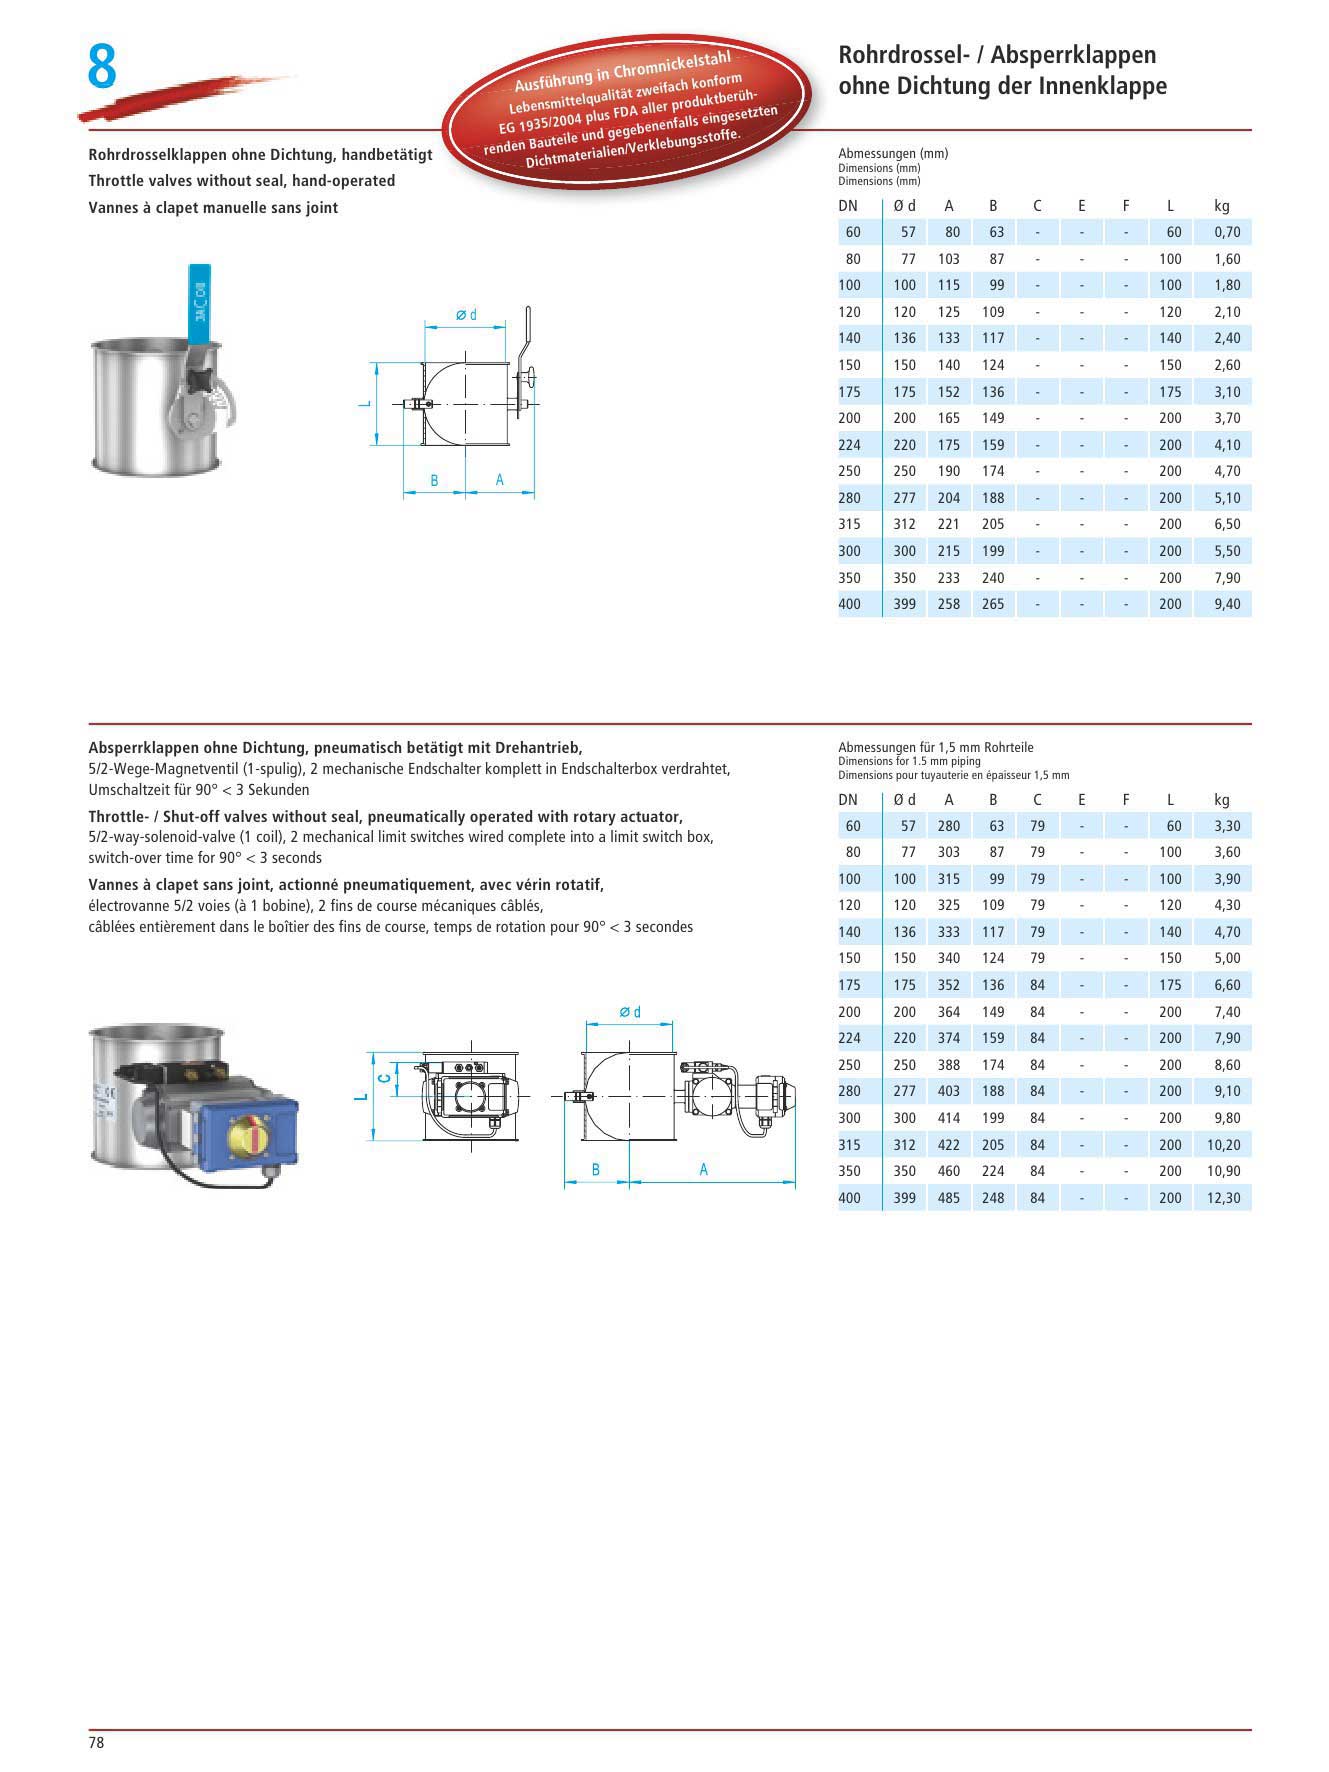 8
Ausführung in Chromnickelstahl
Lebensmittelqualität zweifach konform
EG 1935/2004 plus FDA aller produktberüh-
renden Bauteile und gegebenenfalls eingesetzten
Dichtmaterialien/Verklebungsstoffe.
Rohrdrossel- / Absperrklappen
ohne Dichtung der Innenklappe
Rohrdrosselklappen ohne Dichtung, handbetätigt
Throttle valves without seal, hand-operated
Vannes à clapet manuelle sans joint
Ø d
L
B A
Abmessungen (mm)
Dimensions (mm)
Dimensions (mm)
DN Ø d A B C E F L kg
60 57 80 63 - - - 60 0,70
80 77 103 87 - - - 100 1,60
100 100 115 99 - - - 100 1,80
120 120 125 109 - - - 120 2,10
140 136 133 117 - - - 140 2,40
150 150 140 124 - - - 150 2,60
175 175 152 136 - - - 175 3,10
200 200 165 149 - - - 200 3,70
224 220 175 159 - - - 200 4,10
250 250 190 174 - - - 200 4,70
280 277 204 188 - - - 200 5,10
315 312 221 205 - - - 200 6,50
300 300 215 199 - - - 200 5,50
350 350 233 240 - - - 200 7,90
400 399 258 265 - - - 200 9,40
Absperrklappen ohne Dichtung, pneumatisch betätigt mit Drehantrieb,
5/2-Wege-Magnetventil (1-spulig), 2 mechanische Endschalter komplett in Endschalterbox verdrahtet,
Umschaltzeit für 90° < 3 Sekunden
Throttle- / Shut-off valves without seal, pneumatically operated with rotary actuator,
5/2-way-solenoid-valve (1 coil), 2 mechanical limit switches wired complete into a limit switch box,
switch-over time for 90° < 3 seconds
Vannes à clapet sans joint, actionné pneumatiquement, avec vérin rotatif,
électrovanne 5/2 voies (à 1 bobine), 2 fins de course mécaniques câblés,
câblées entièrement dans le boîtier des fins de course, temps de rotation pour 90° < 3 secondes
Ø d
C
L
B A
Abmessungen für 1,5 mm Rohrteile
Dimensions for 1.5 mm piping
Dimensions pour tuyauterie en épaisseur 1,5 mm
DN Ø d A B C E F L kg
60 57 280 63 79 - - 60 3,30
80 77 303 87 79 - - 100 3,60
100 100 315 99 79 - - 100 3,90
120 120 325 109 79 - - 120 4,30
140 136 333 117 79 - - 140 4,70
150 150 340 124 79 - - 150 5,00
175 175 352 136 84 - - 175 6,60
200 200 364 149 84 - - 200 7,40
224 220 374 159 84 - - 200 7,90
250 250 388 174 84 - - 200 8,60
280 277 403 188 84 - - 200 9,10
300 300 414 199 84 - - 200 9,80
315 312 422 205 84 - - 200 10,20
350 350 460 224 84 - - 200 10,90
400 399 485 248 84 - - 200 12,30
78